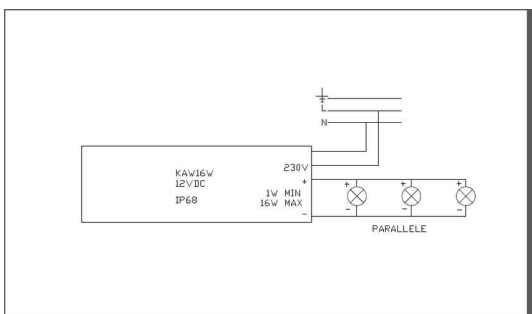 L
N
230V
KAW16W
12VDC
IP68
+
1W MIN
16W MAX
-
+ + +
- - -
PARALLELE